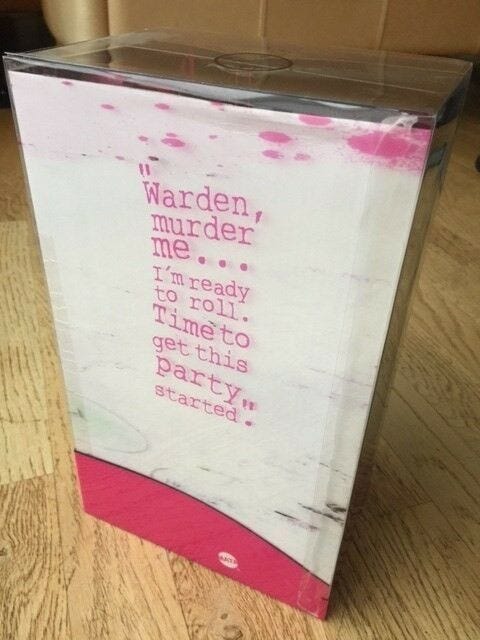 "Warden,
murder
me...
I'm ready
to roll.
Time to
get this
party
started."